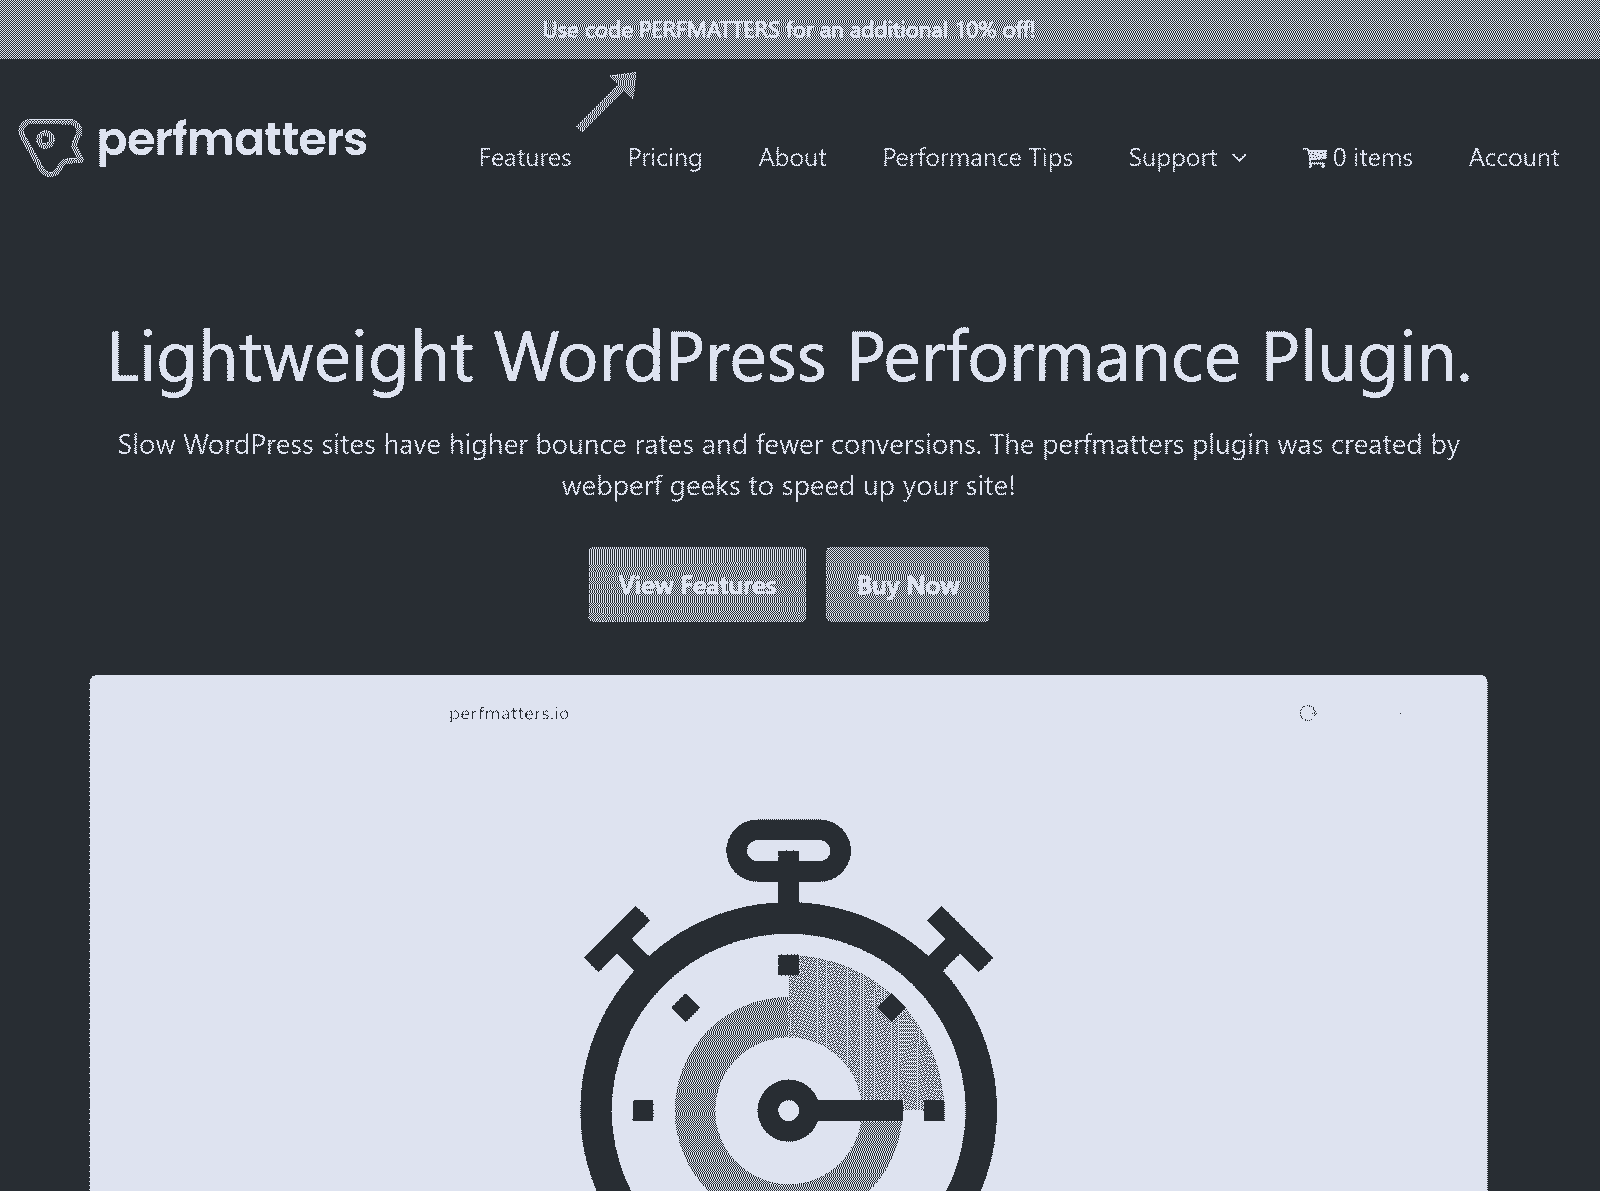 Use code PERFMATTERS for an additional 10% off!
perfmatters
Features Pricing About Performance Tips Support 0 items Account
Lightweight WordPress Performance Plugin.
Slow WordPress sites have higher bounce rates and fewer conversions. The perfmatters plugin was created by
webperf geeks to speed up your site!
View Features Buy Now
perfmatters.io